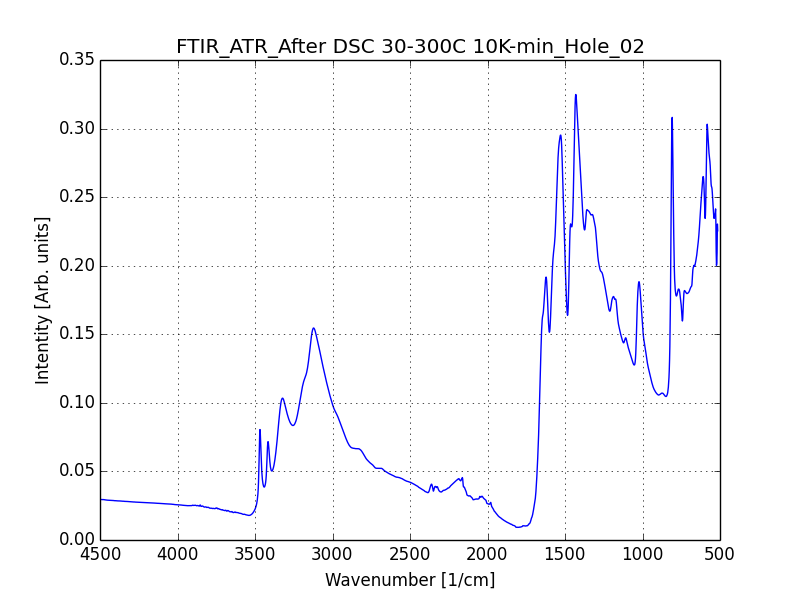 FTIR_ATR_After DSC 30-300C 10K-min_Hole_02
0.35
0.30
0.25
0.20
0.15
0.10
0.05
0.00
Intentity [Arb. units]
4500 4000 3500 3000 2500 2000 1500 1000 500
Wavenumber [1/cm]